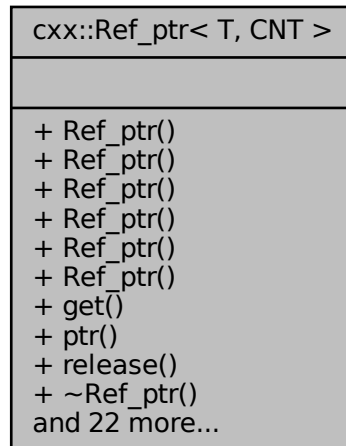 cxx::Ref_ptr< T, CNT >
+ Ref_ptr()
+ Ref_ptr()
+ Ref_ptr()
+ Ref_ptr()
+ Ref_ptr()
+ Ref_ptr()
+ get()
+ ptr()
+ release()
+ ~Ref_ptr()
and 22 more...